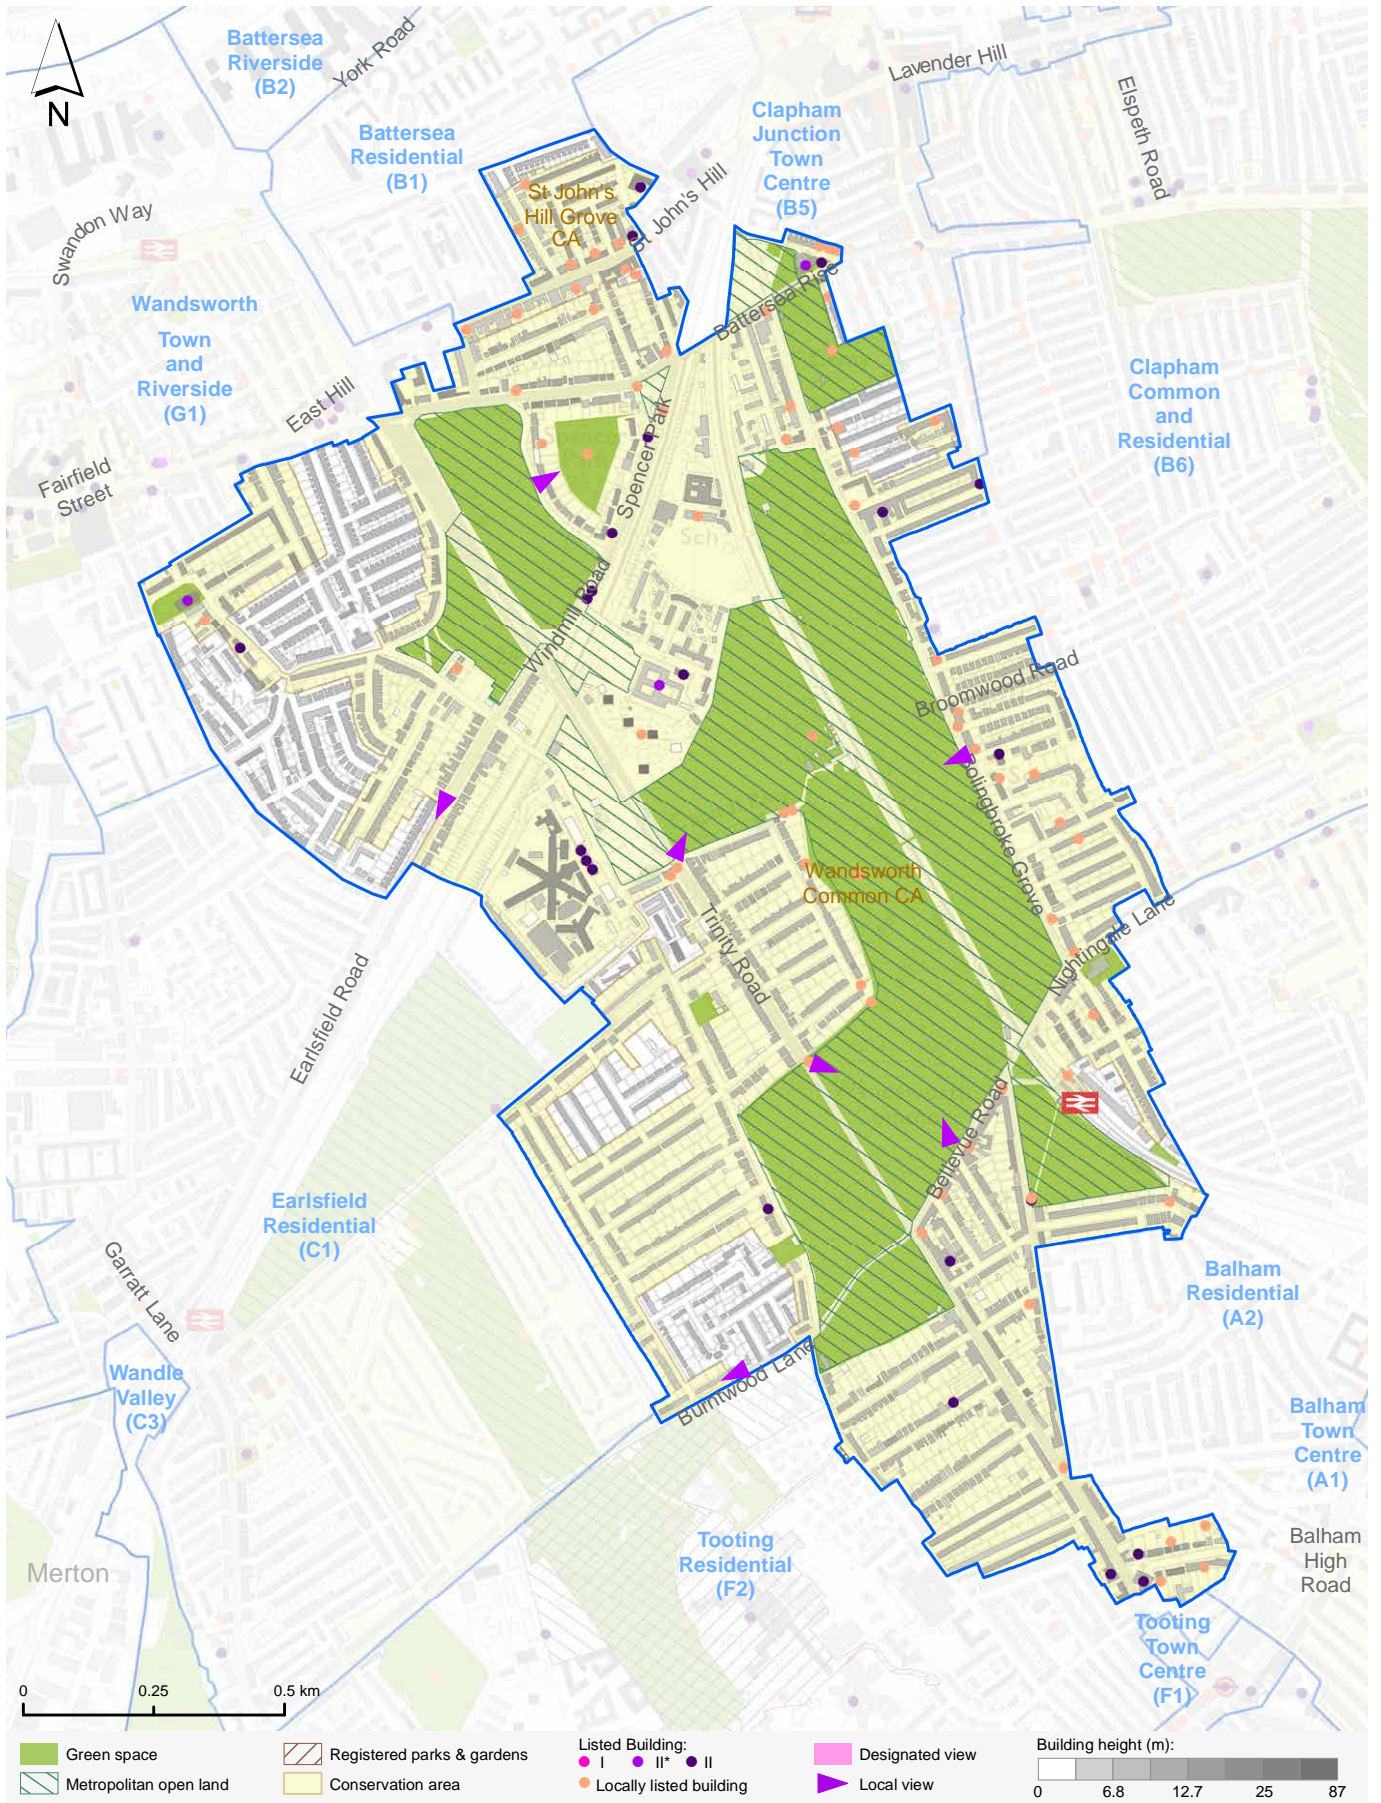 N
Battersea
Riverside
(B2)
York Road
Battersea
Residential
(B1)
Clapham
Junction
Town
Centre
(B5)
Lavender Hill
Elspeth Road
Swandon Way
St John's
Hill Grove
CA
St John's Hill
Battersea Rise
Wandsworth
Town
and
Riverside
(G1)
East Hill
Fairfield
Street
Clapham
Common
and
Residential
(B6)
Spencer Park
Sch
Windmill Road
Broomwood Road
Bolingbroke Grove
Wandsworth
Common CA
Nightingale Lane
Trinity Road
Earlsfield Road
Bellevue Road
Earlsfield
Residential
(C1)
Garratt Lane
Balham
Residential
(A2)
Wandle
Valley
(C3)
Burntwood Lane
Balham
Town
Centre
(A1)
Tooting
Residential
(F2)
Balham
High
Road
Merton
Tooting
Town
Centre
(F1)
0 0.25 0.5 km
Green space
Metropolitan open land
Registered parks & gardens
Conservation area
Listed Building:
I II* II
Locally listed building
Designated view
Local view
Building height (m):
0 6.8 12.7 25 87